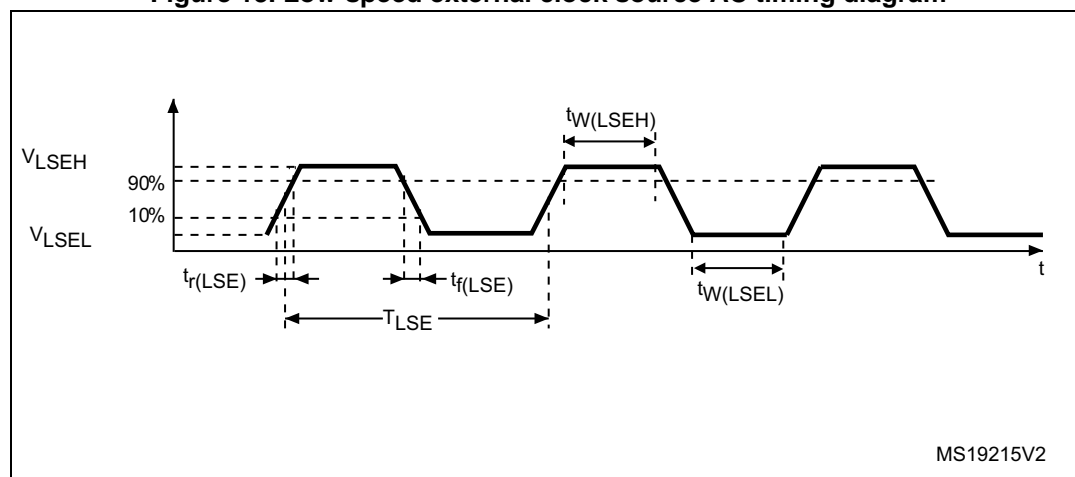 Figure Low-speed external clock source AC timing diagram
tW(LSEH)
VLSEH
90%
10%
VLSEL
tr(LSE)
tf(LSE)
tW(LSEL)
t
TLSE
MS19215V2